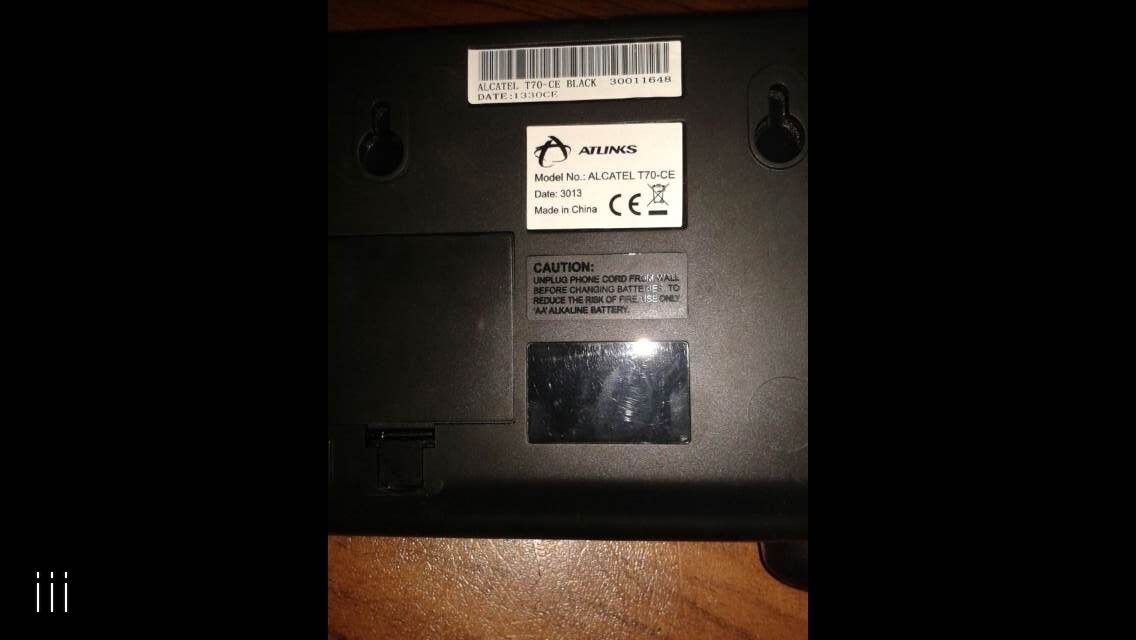 ALCATEL T70-CE BLACK 30011648
DATE:1330CE
ATLINKS
Model No.: ALCATEL T70-CE
Date: 3013
Made in China CE
CAUTION:
UNPLUG PHONE CORD FROM WALL
BEFORE CHANGING BATTERIES. TO
REDUCE THE RISK OF FIRE, USE ONLY
'AA' ALKALINE BATTERY.
iii